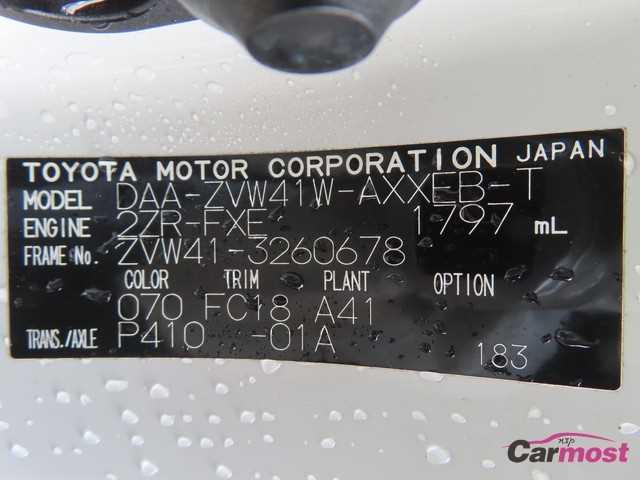 TOYOTA MOTOR CORPORATION JAPAN
MODEL DAA-ZVW41W-AXXEB-T
ENGINE 2ZR-FXE 1797 mL
FRAME No. ZVW41-3260678
COLOR TRIM PLANT OPTION
070 FC18 A41
TRANS./AXLE P410 -01A
183
nxp
Carmost